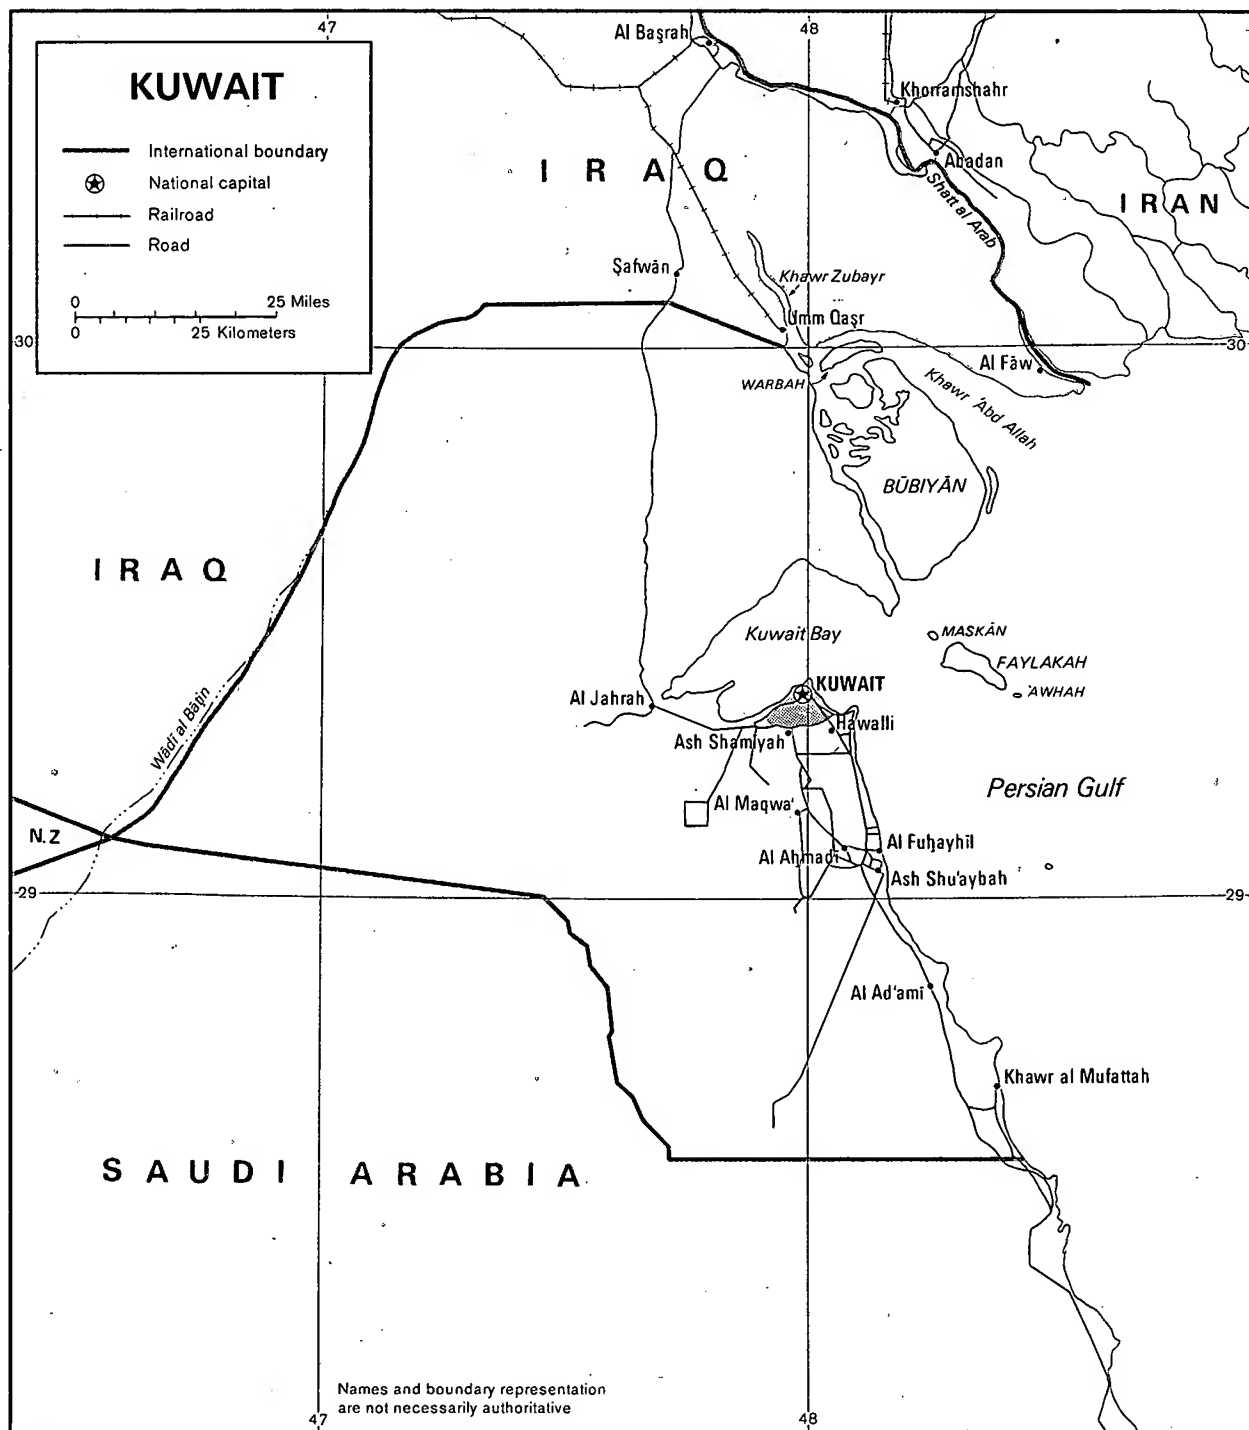 47
48
KUWAIT
International boundary
National capital
Railroad
Road
0 25 Miles
0 25 Kilometers
Al Başrah
Khorramshahr
Abadan
IRAQ
IRAN
Shatt al Arab
Şafwān
Khawr Zubayr
Umm Qaşr
30
30
Al Fāw
WARBAH
Khawr 'Abd Allah
BŪBIYĀN
IRAQ
Kuwait Bay
MASKĀN
FAYLAKAH
'AWHAH
KUWAIT
Al Jahrah
Wādī al Bāţin
Hawalli
Ash Shamīyah
Persian Gulf
Al Maqwa'
N.Z
Al Fuḩayḩīl
Al Aḩmadī
Ash Shu'aybah
29
29
Al Ad'amī
Khawr al Mufattah
SAUDI ARABIA
Names and boundary representation
are not necessarily authoritative
47
48